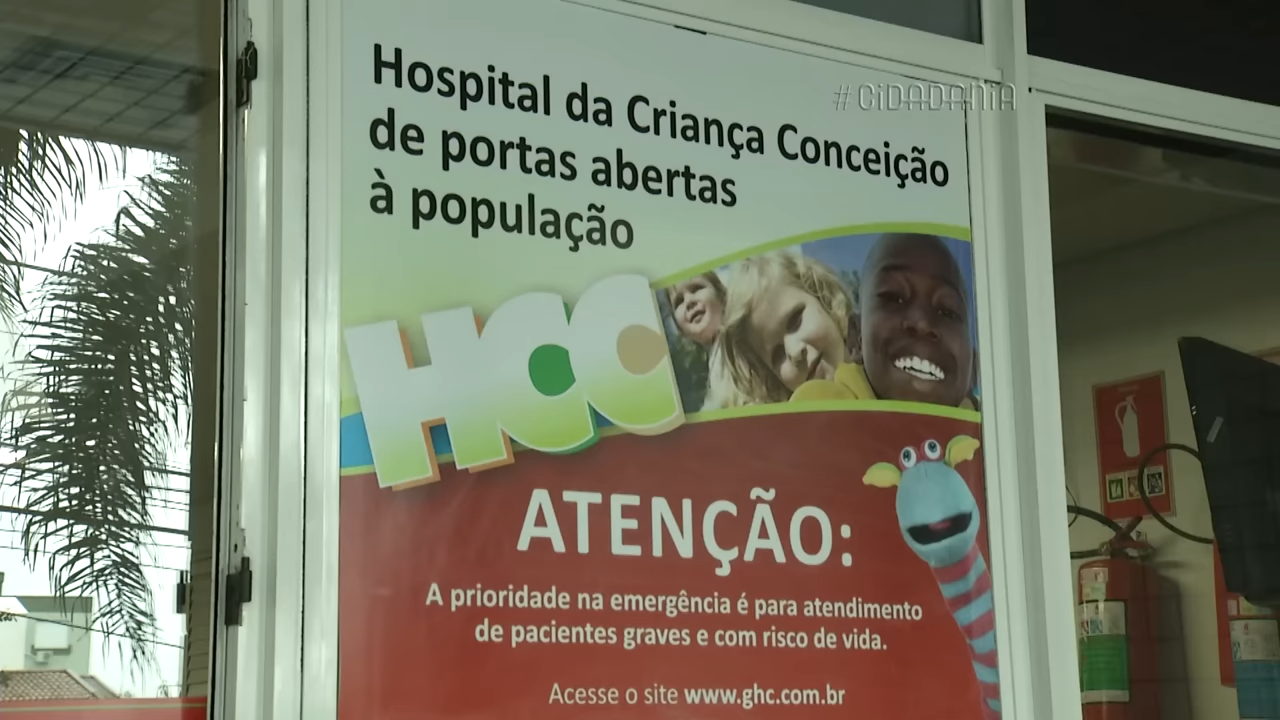 Hospital da Criança Conceição
de portas abertas
à população
#CiDADANiA
HCC
ATENÇÃO:
A prioridade na emergência é para atendimento
de pacientes graves e com risco de vida.
Acesse o site www.ghc.com.br